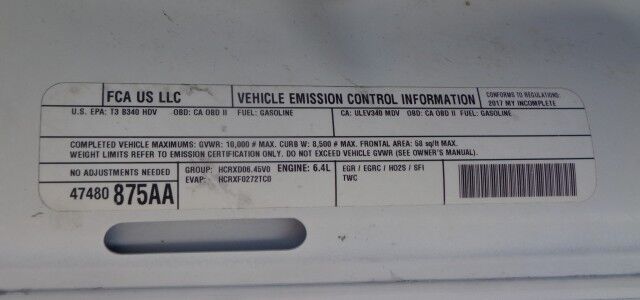 FCA US LLC
VEHICLE EMISSION CONTROL INFORMATION
CONFORMS TO REGULATIONS:
2017 MY INCOMPLETE
U.S. EPA: T3 B340 HDV OBD: CA OBD II FUEL: GASOLINE
CA: ULEV340 MDV OBD: CA OBD II FUEL: GASOLINE
COMPLETED VEHICLE MAXIMUMS: GVWR: 10,000 # MAX. CURB W: 8,500 # MAX. FRONTAL AREA: 58 sq/ft MAX.
WEIGHT LIMITS REFER TO EMISSION CERTIFICATION ONLY. DO NOT EXCEED VEHICLE GVWR (SEE OWNER'S MANUAL).
NO ADJUSTMENTS NEEDED
47480 875AA
GROUP: HCRXD06.45V0 ENGINE: 6.4L
EVAP: HCRXF0272TC0
EGR / EGRC / HO2S / SFI
TWC